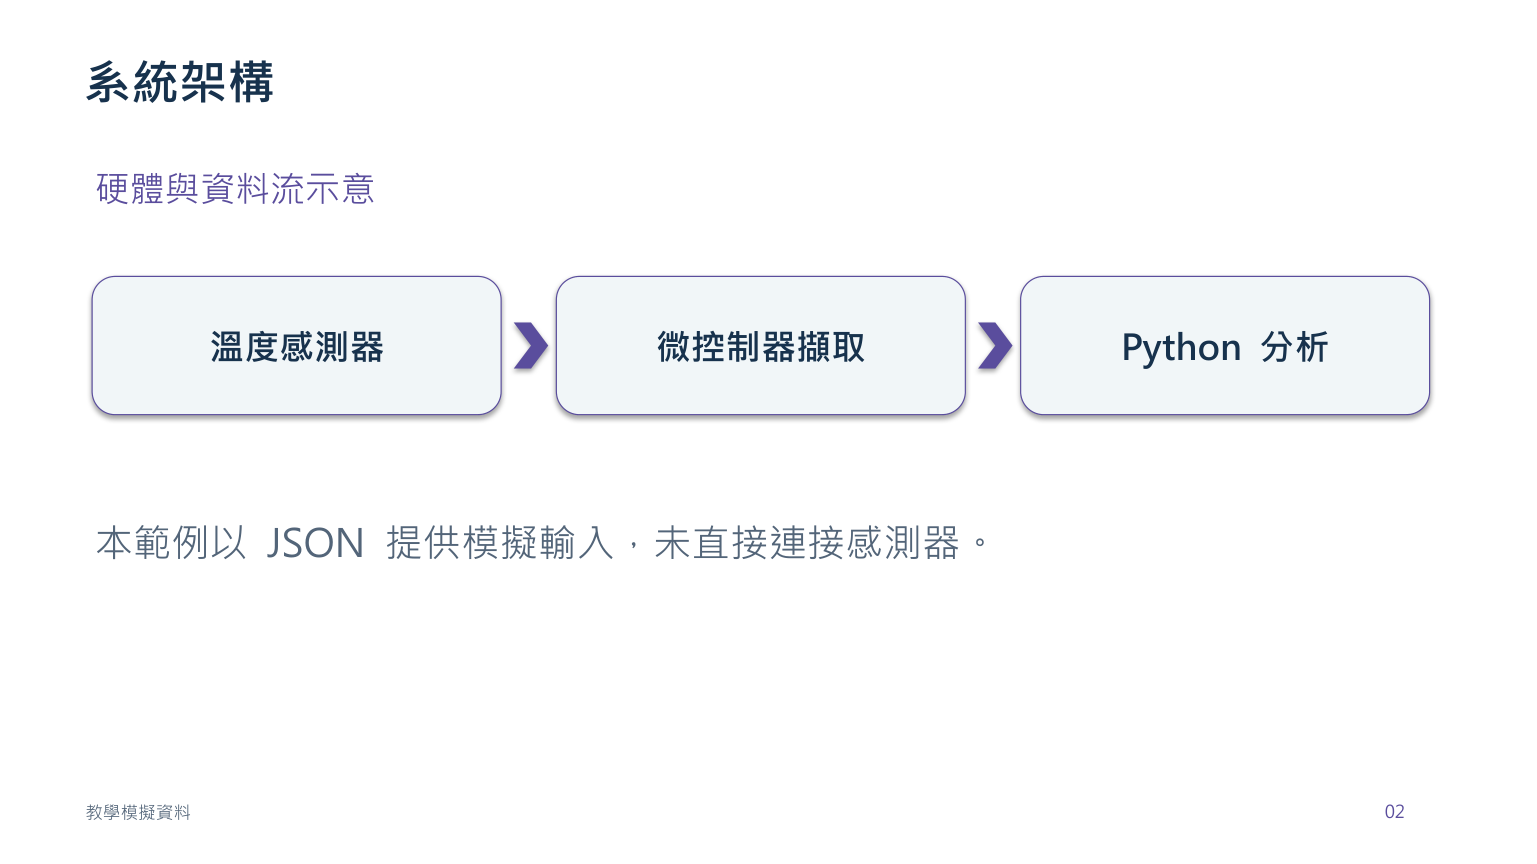 系統架構
硬體與資料流示意
溫度感測器
微控制器擷取
Python 分析
本範例以 JSON 提供模擬輸入，未直接連接感測器。
教學模擬資料
02